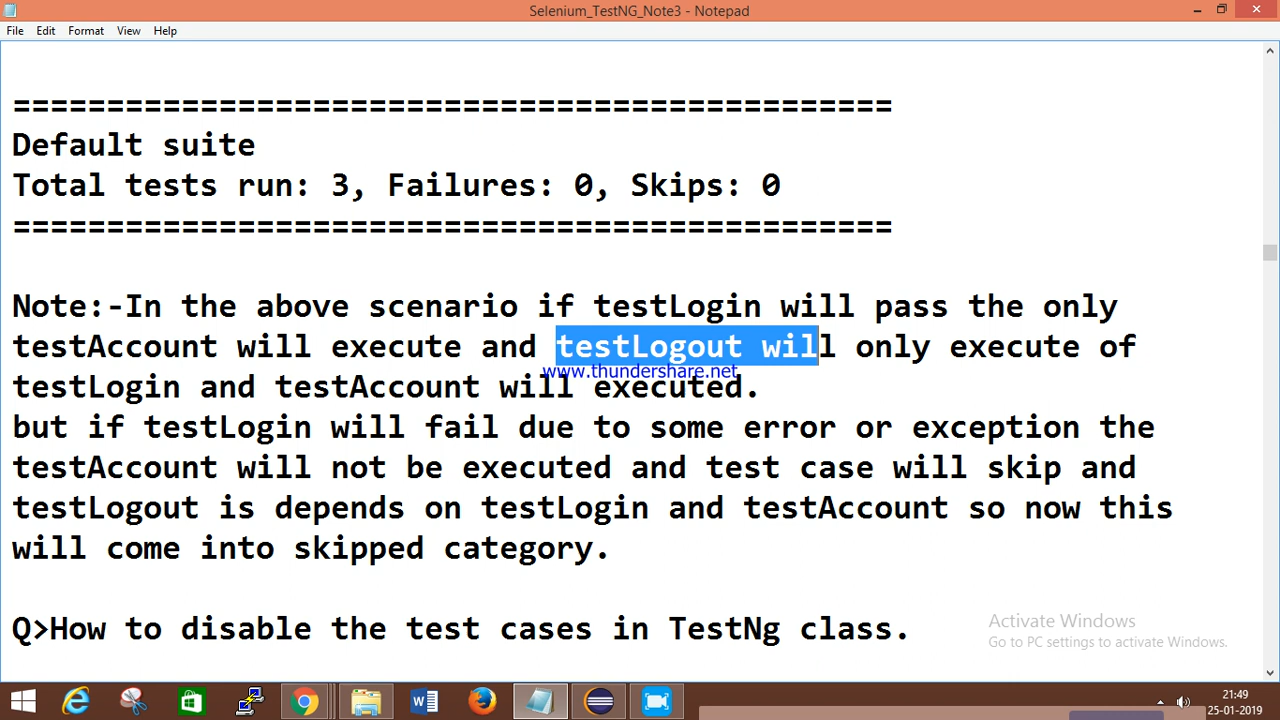 Selenium_TestNG_Note3 - Notepad
File Edit Format View Help
===============================================
Default suite
Total tests run: 3, Failures: 0, Skips: 0
===============================================
Note:-In the above scenario if testLogin will pass the only
testAccount will execute and testLogout will only execute of
www.thundershare.net
testLogin and testAccount will executed.
but if testLogin will fail due to some error or exception the
testAccount will not be executed and test case will skip and
testLogout is depends on testLogin and testAccount so now this
will come into skipped category.
Q>How to disable the test cases in TestNg class.
Activate Windows
Go to PC settings to activate Windows.
21:49
25-01-2019